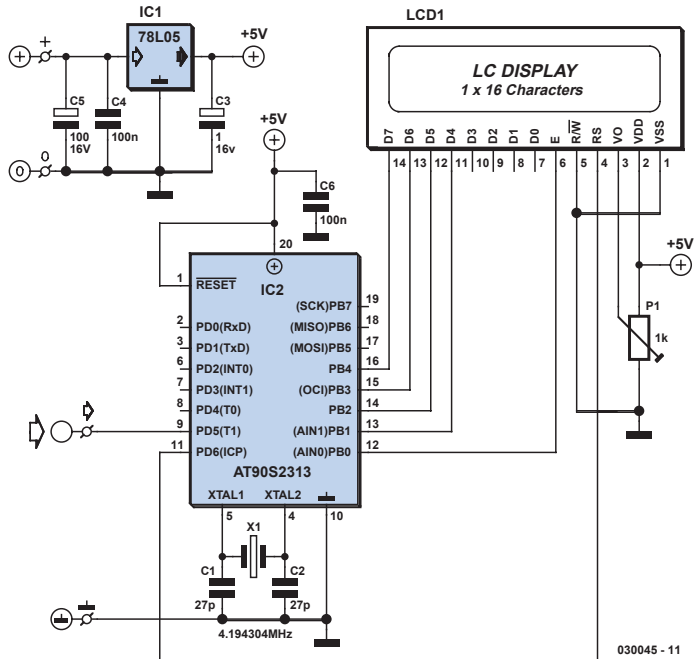 IC1
78L05
+
+5V
C5
100
16V
C4
100n
C3
1
16v
0
0
+5V
C6
100n
20
LCD1
LC DISPLAY
1 x 16 Characters
D7 D6 D5 D4 D3 D2 D1 D0 E R/W RS VO VDD VSS
14 13 12 11 10 9 8 7 6 5 4 3 2 1
+5V
P1
1k
IC2
1 RESET
(SCK)PB7 19
2 PD0(RxD) (MISO)PB6 18
3 PD1(TxD) (MOSI)PB5 17
6 PD2(INT0) PB4 16
7 PD3(INT1) (OCI)PB3 15
8 PD4(T0) PB2 14
9 PD5(T1) (AIN1)PB1 13
11 PD6(ICP) (AIN0)PB0 12
AT90S2313
XTAL1 XTAL2
5 4 10
X1
C1 C2
27p 27p
4.194304MHz
030045 - 11